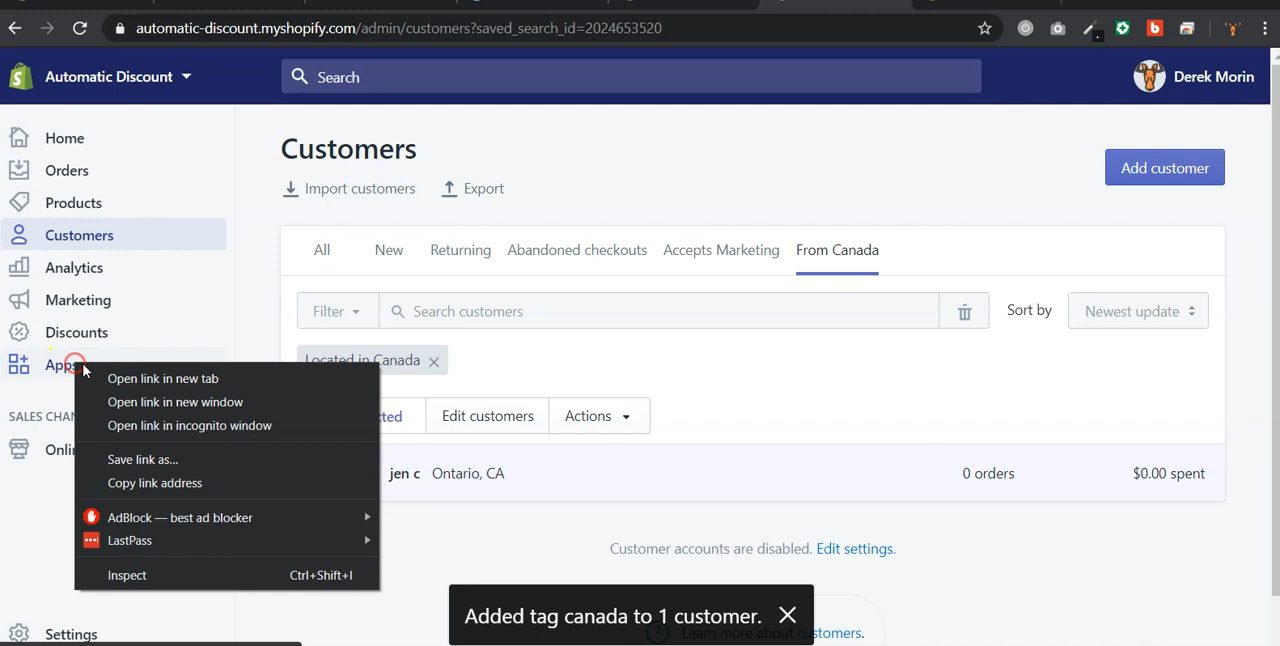 automatic-discount.myshopify.com/admin/customers?saved_search_id=2024653520
Automatic Discount
Search
Derek Morin
Home
Orders
Products
Customers
Analytics
Marketing
Discounts
Apps
SALES CHAN
Onli
Settings
Customers
Import customers
Export
Add customer
All New Returning Abandoned checkouts Accepts Marketing From Canada
Filter
Search customers
Sort by
Newest update
Located in Canada
Edit customers
Actions
jen c Ontario, CA 0 orders $0.00 spent
Customer accounts are disabled. Edit settings.
Learn more about customers.
Open link in new tab
Open link in new window
Open link in incognito window
Save link as...
Copy link address
AdBlock — best ad blocker
LastPass
Inspect Ctrl+Shift+I
Added tag canada to 1 customer.